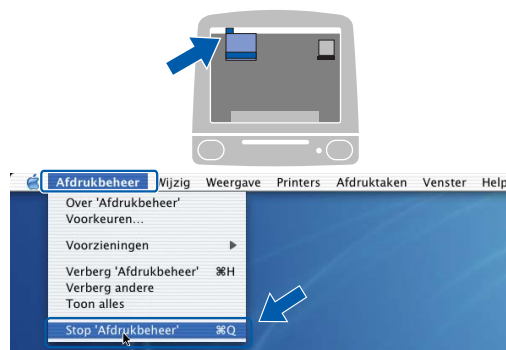 Afdrukbeheer Wijzig Weergave Printers Afdruktaken Venster Help
Over 'Afdrukbeheer'
Voorkeuren...
Voorzieningen
Verberg 'Afdrukbeheer' ⌘H
Verberg andere
Toon alles
Stop 'Afdrukbeheer' ⌘Q